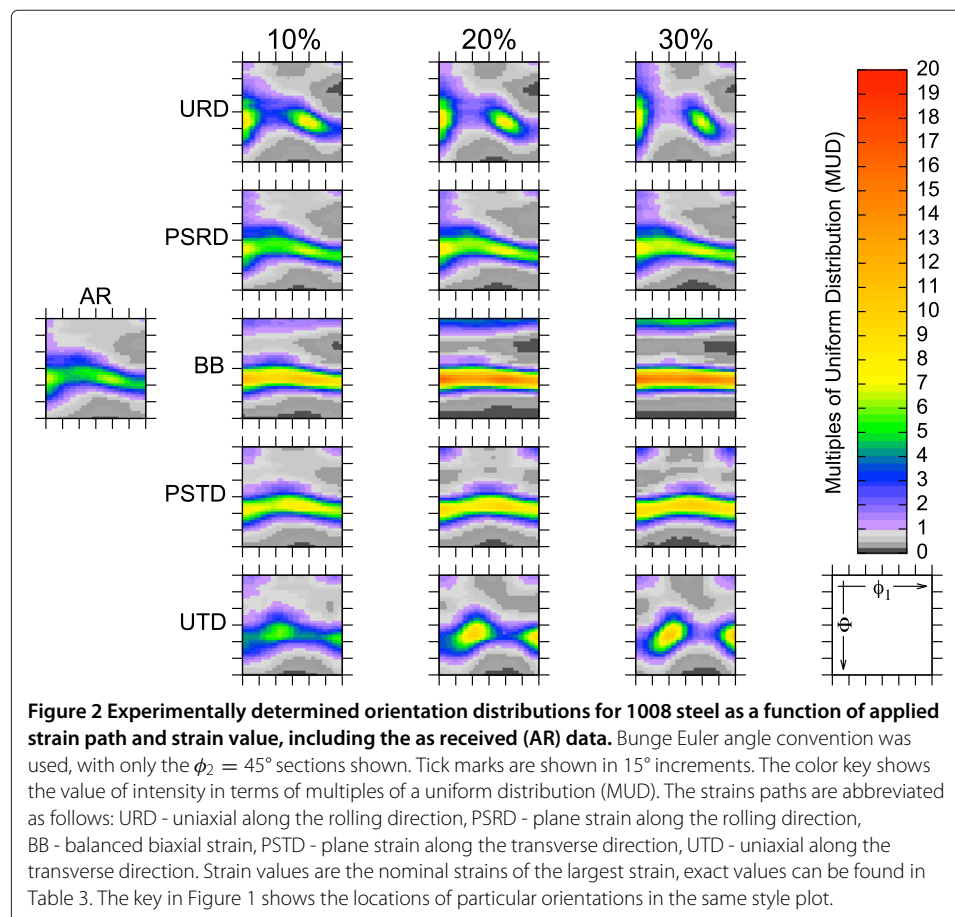 10% 20% 30%
URD
PSRD
AR
BB
PSTD
UTD
Multiples of Uniform Distribution (MUD)
20
19
18
17
16
15
14
13
12
11
10
9
8
7
6
5
4
3
2
1
0
ϕ1
Φ
Figure 2 Experimentally determined orientation distributions for 1008 steel as a function of applied
strain path and strain value, including the as received (AR) data. Bunge Euler angle convention was
used, with only the ϕ2 = 45° sections shown. Tick marks are shown in 15° increments. The color key shows
the value of intensity in terms of multiples of a uniform distribution (MUD). The strains paths are abbreviated
as follows: URD - uniaxial along the rolling direction, PSRD - plane strain along the rolling direction,
BB - balanced biaxial strain, PSTD - plane strain along the transverse direction, UTD - uniaxial along the
transverse direction. Strain values are the nominal strains of the largest strain, exact values can be found in
Table 3. The key in Figure 1 shows the locations of particular orientations in the same style plot.